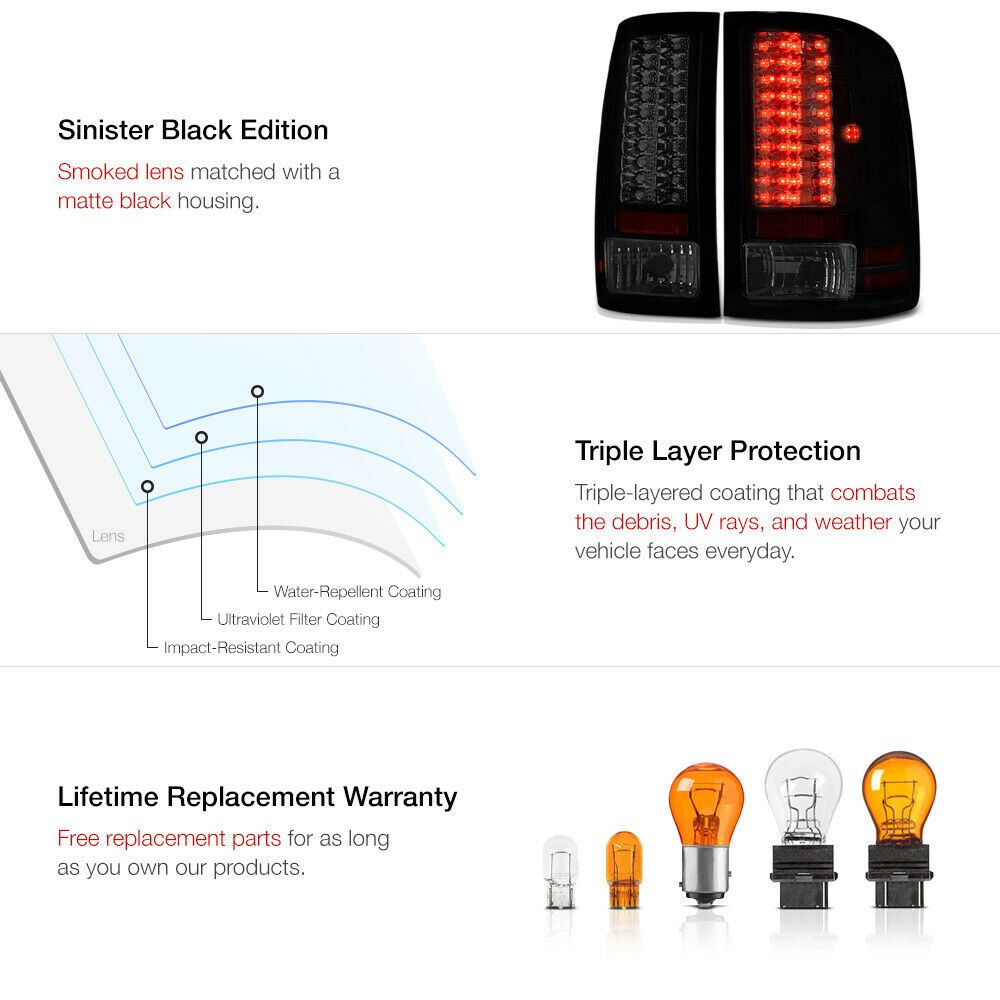 Sinister Black Edition
Smoked lens matched with a
matte black housing.
Lens
Water-Repellent Coating
Ultraviolet Filter Coating
Impact-Resistant Coating
Triple Layer Protection
Triple-layered coating that combats
the debris, UV rays, and weather your
vehicle faces everyday.
Lifetime Replacement Warranty
Free replacement parts for as long
as you own our products.